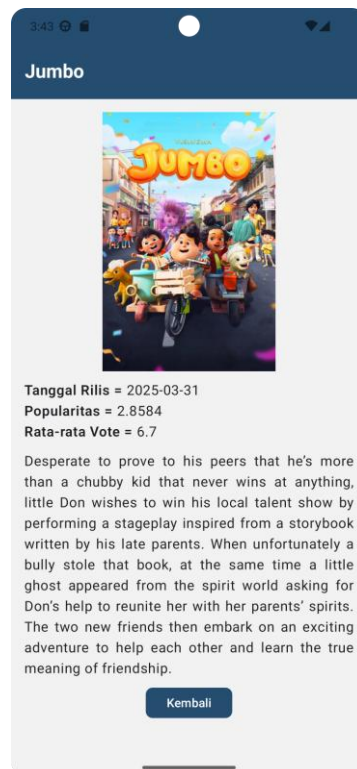 3:43
Jumbo
JUMBO
Tanggal Rilis = 2025-03-31
Popularitas = 2.8584
Rata-rata Vote = 6.7
Desperate to prove to his peers that he's more
than a chubby kid that never wins at anything,
little Don wishes to win his local talent show by
performing a stageplay inspired from a storybook
written by his late parents. When unfortunately a
bully stole that book, at the same time a little
ghost appeared from the spirit world asking for
Don's help to reunite her with her parents' spirits.
The two new friends then embark on an exciting
adventure to help each other and learn the true
meaning of friendship.
Kembali